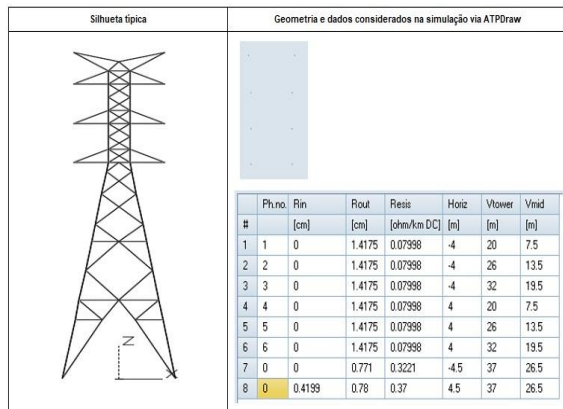 Silhueta típica
Geometria e dados considerados na simulação via ATPDraw
Z
X
Ph.no. Rin Rout Resis Horiz Vtower Vmid
# [cm] [cm] [ohm/km DC] [m] [m] [m]
1 1 0 1.4175 0.07998 -4 20 7.5
2 2 0 1.4175 0.07998 -4 26 13.5
3 3 0 1.4175 0.07998 -4 32 19.5
4 4 0 1.4175 0.07998 4 20 7.5
5 5 0 1.4175 0.07998 4 26 13.5
6 6 0 1.4175 0.07998 4 32 19.5
7 0 0 0.771 0.3221 -4.5 37 26.5
8 0 0.4199 0.78 0.37 4.5 37 26.5